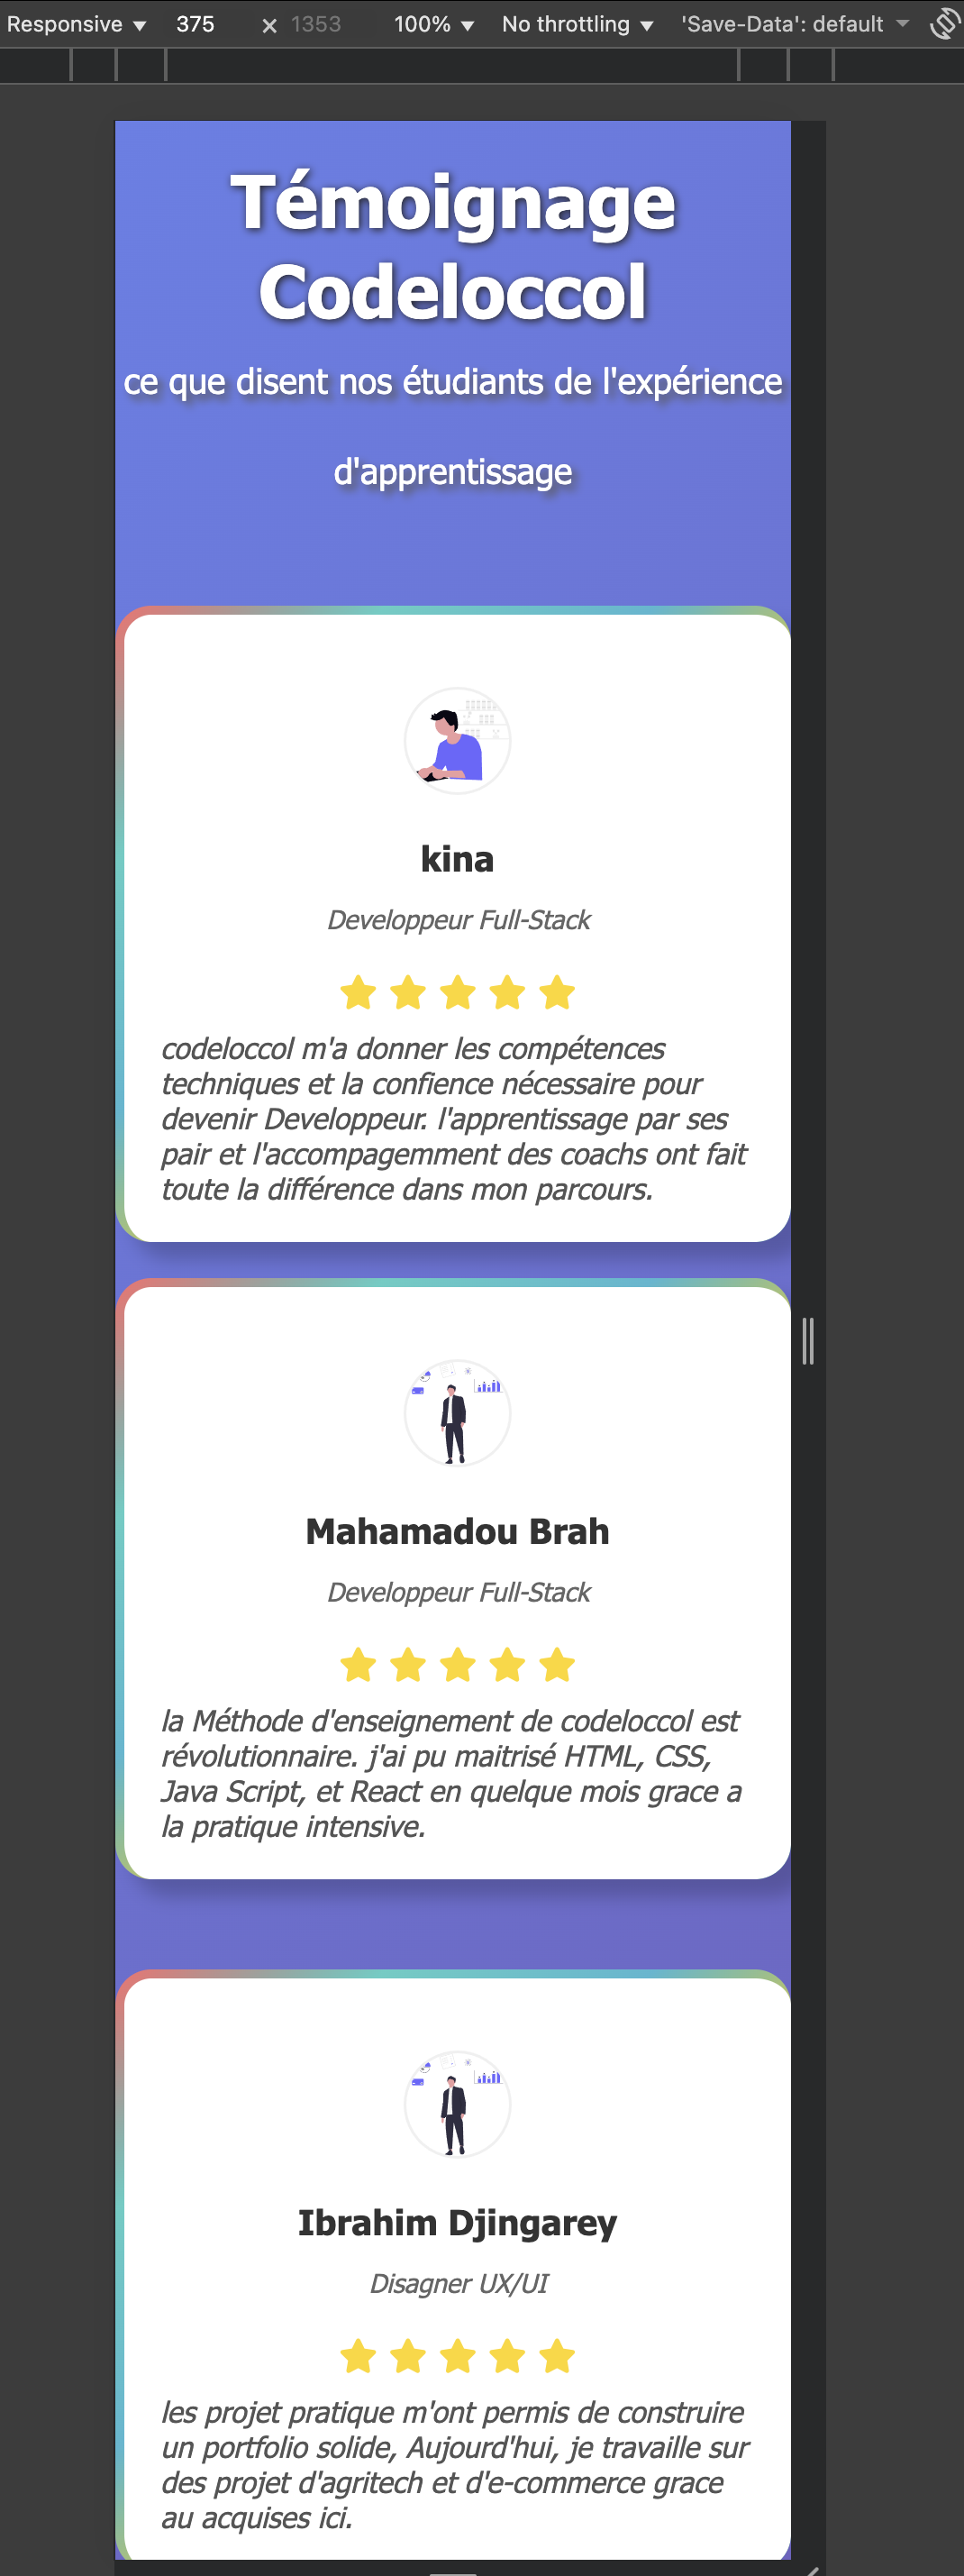 Responsive ▼ 375 × 1353 100% ▼ No throttling ▼ 'Save-Data': default ▼
Témoignage
Codeloccol
ce que disent nos étudiants de l'expérience
d'apprentissage
kina
Developpeur Full-Stack
codeloccol m'a donner les compétences
techniques et la confience nécessaire pour
devenir Developpeur. l'apprentissage par ses
pair et l'accompagemment des coachs ont fait
toute la différence dans mon parcours.
Mahamadou Brah
Developpeur Full-Stack
la Méthode d'enseignement de codeloccol est
révolutionnaire. j'ai pu maitrisé HTML, CSS,
Java Script, et React en quelque mois grace a
la pratique intensive.
Ibrahim Djingarey
Disagner UX/UI
les projet pratique m'ont permis de construire
un portfolio solide, Aujourd'hui, je travaille sur
des projet d'agritech et d'e-commerce grace
au acquises ici.